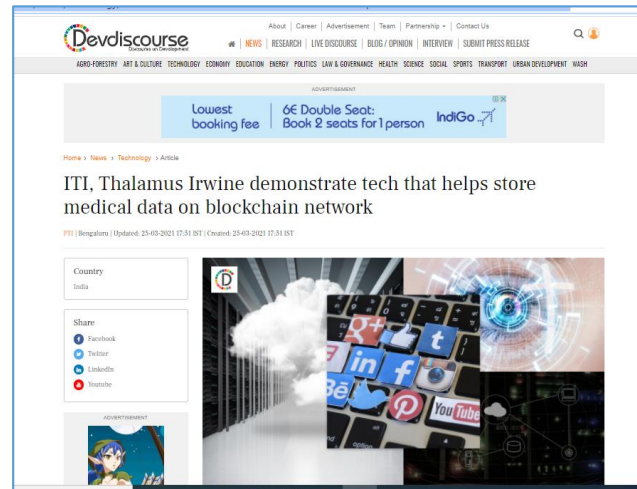 About | Career | Advertisement | Team | Partnership | Contact Us
Devdiscourse
Discourse on Development
NEWS | RESEARCH | LIVE DISCOURSE | BLOG / OPINION | INTERVIEW | SUBMIT PRESS RELEASE
AGRO-FORESTRY ART & CULTURE TECHNOLOGY ECONOMY EDUCATION ENERGY POLITICS LAW & GOVERNANCE HEALTH SCIENCE SOCIAL SPORTS TRANSPORT URBAN DEVELOPMENT WASH
ADVERTISEMENT
Lowest
booking fee
6E Double Seat:
Book 2 seats for 1 person
IndiGo
Home > News > Technology > Article
ITI, Thalamus Irwine demonstrate tech that helps store
medical data on blockchain network
PTI | Bengaluru | Updated: 25-03-2021 17:51 IST | Created: 25-03-2021 17:51 IST
Country
India
Share
Facebook
Twitter
LinkedIn
Youtube
ADVERTISEMENT
D
g+
t
in
f
Bē
P
You Tube
option